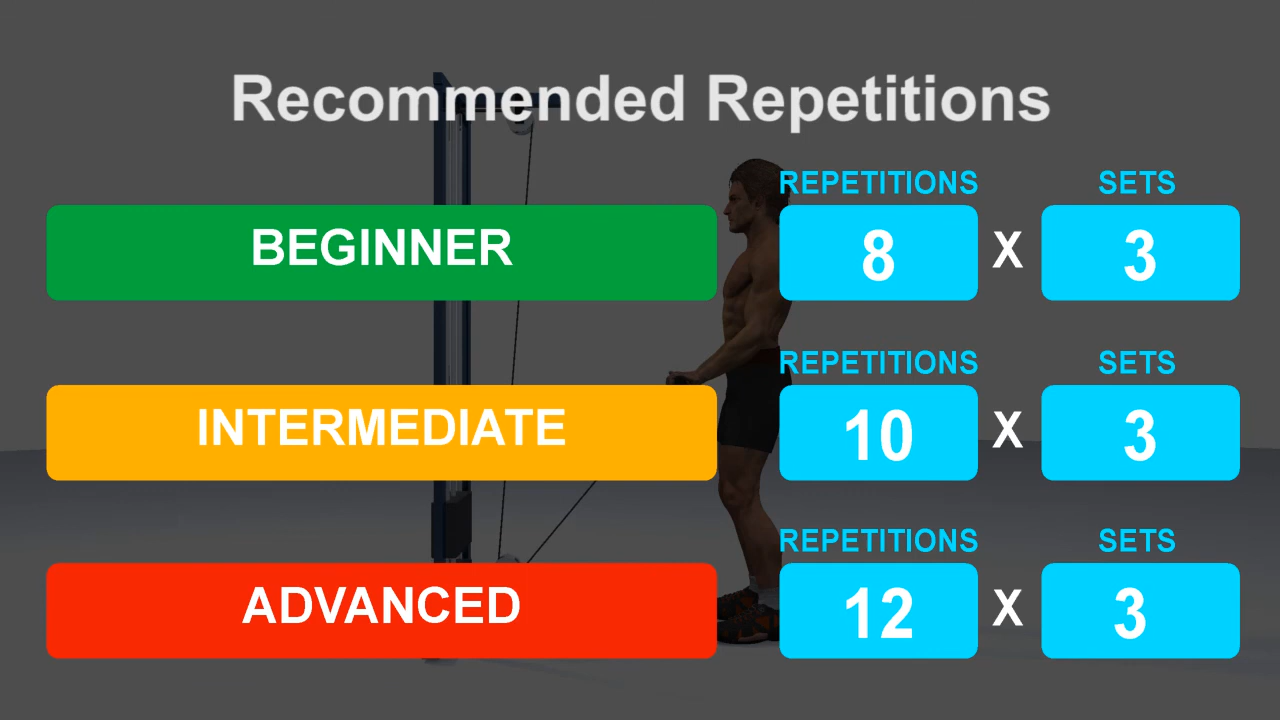 Recommended Repetitions
REPETITIONS SETS
BEGINNER 8 X 3
REPETITIONS SETS
INTERMEDIATE 10 X 3
REPETITIONS SETS
ADVANCED 12 X 3